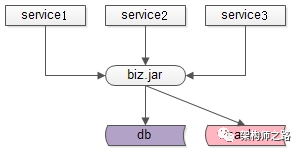 service1
service2
service3
biz.jar
db
架构师之路